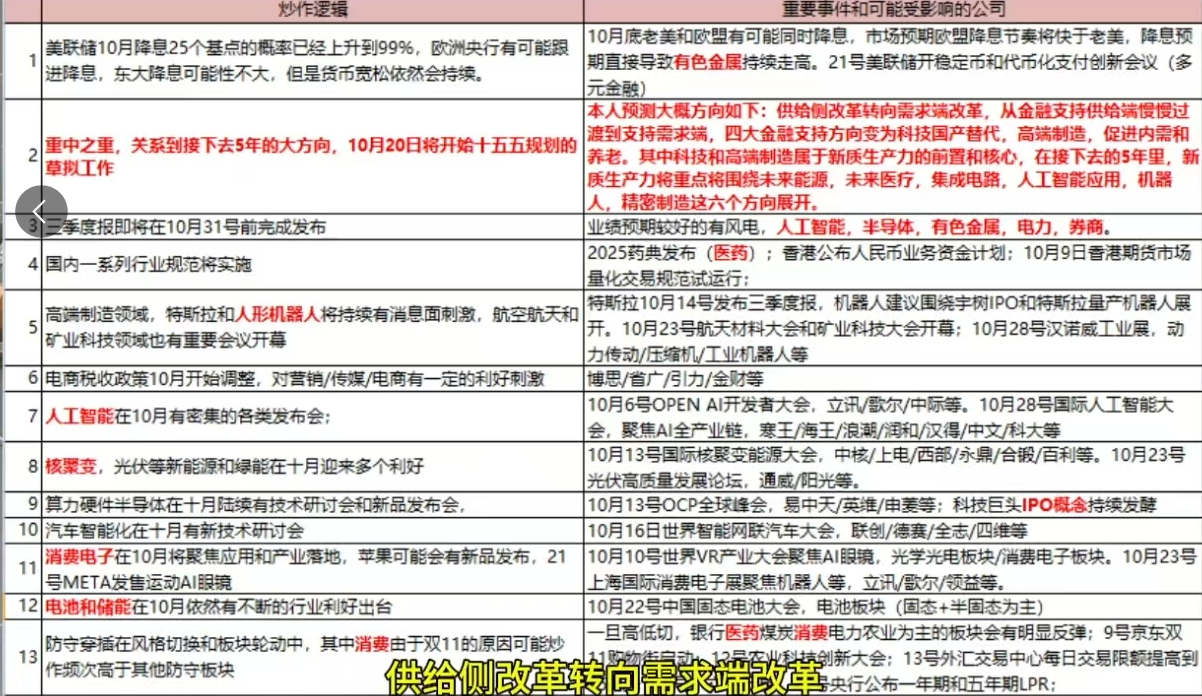 炒作逻辑
重要事件和可能受影响的公司
1
美联储10月降息25个基点的概率已经上升到99%，欧洲央行有可能跟
进降息，东大降息可能性不大，但是货币宽松依然会持续。
10月底老美和欧盟有可能同时降息，市场预期欧盟降息节奏将快于老美，降息预
期直接导致有色金属持续走高。21号美联储开稳定币和代币化支付创新会议（多
元金融）
2
重中之重，关系到接下去5年的大方向，10月20日将开始十五五规划的
草拟工作
本人预测大概方向如下：供给侧改革转向需求端改革，从金融支持供给端慢慢过
渡到支持需求端，四大金融支持方向变为科技国产替代，高端制造，促进内需和
养老。其中科技和高端制造属于新质生产力的前置和核心，在接下去的5年里，新
质生产力将重点将围绕未来能源，未来医疗，集成电路，人工智能应用，机器
人，精密制造这六个方向展开。
3
三季度报即将在10月31号前完成发布
业绩预期较好的有风电，人工智能，半导体，有色金属，电力，券商。
4
国内一系列行业规范将实施
2025药典发布（医药）；香港公布人民币业务资金计划；10月9日香港期货市场
量化交易规范试运行；
5
高端制造领域，特斯拉和人形机器人将持续有消息面刺激，航空航天和
矿业科技领域也有重要会议开幕
特斯拉10月14号发布三季度报，机器人建议围绕宇树IPO和特斯拉量产机器人展
开。10月23号航天材料大会和矿业科技大会开幕；10月28号汉诺威工业展，动
力传动/压缩机/工业机器人等
6
电商税收政策10月开始调整，对营销/传媒/电商有一定的利好刺激
博思/省广/引力/金财等
7
人工智能在10月有密集的各类发布会；
10月6号OPEN AI开发者大会，立讯/歌尔/中际等。10月28号国际人工智能大
会，聚焦AI全产业链，寒王/海王/浪潮/润和/汉得/中文/科大等
8
核聚变，光伏等新能源和绿能在十月迎来多个利好
10月13号国际核聚变能源大会，中核/上电/西部/永鼎/合锻/百利等。10月23号
光伏高质量发展论坛，通威/阳光等。
9
算力硬件半导体在十月陆续有技术研讨会和新品发布会，
10月13号OCP全球峰会，易中天/英维/申菱等；科技巨头IPO概念持续发酵
10
汽车智能化在十月有新技术研讨会
10月16日世界智能网联汽车大会，联创/德赛/全志/四维等
11
消费电子在10月将聚焦应用和产业落地，苹果可能会有新品发布，21
号META发售运动AI眼镜
10月10号世界VR产业大会聚焦AI眼镜，光学光电板块/消费电子板块。10月23号
上海国际消费电子展聚焦机器人等，立讯/歌尔/领益等。
12
电池和储能在10月依然有不断的行业利好出台
10月22号中国固态电池大会，电池板块（固态+半固态为主）
13
防守穿插在风格切换和板块轮动中，其中消费由于双11的原因可能炒
作频次高于其他防守板块
一旦高低切，银行医药煤炭消费电力农业为主的板块会有明显反弹；9号京东双
11购物街启动；12号农业科技创新大会；13号外汇交易中心每日交易限额提高到
号央行公布一年期和五年期LPR；
供给侧改革转向需求端改革